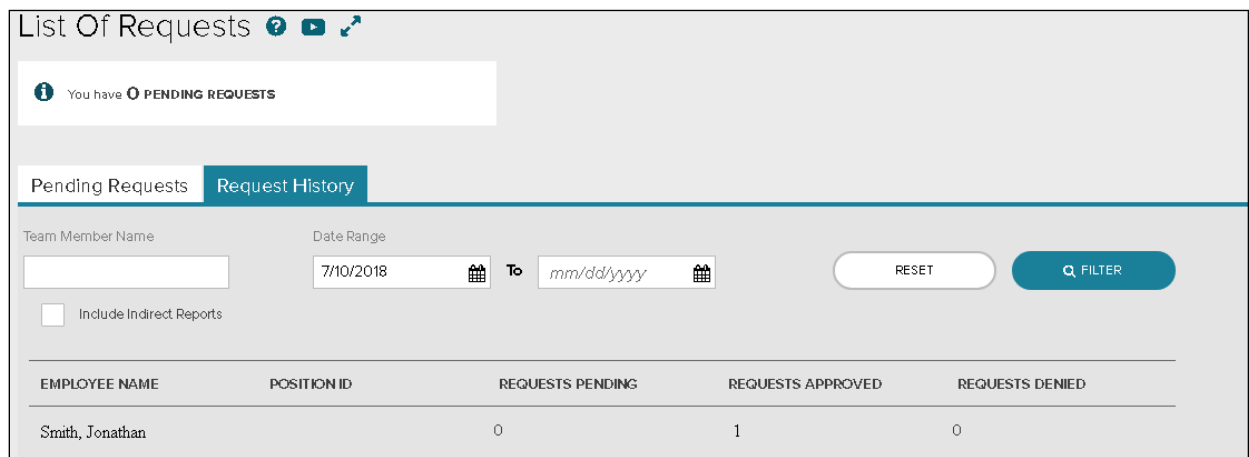 List Of Requests
You have 0 PENDING REQUESTS
Pending Requests Request History
Team Member Name Date Range
7/10/2018 To mm/dd/yyyy RESET FILTER
Include Indirect Reports
EMPLOYEE NAME POSITION ID REQUESTS PENDING REQUESTS APPROVED REQUESTS DENIED
Smith, Jonathan 0 1 0